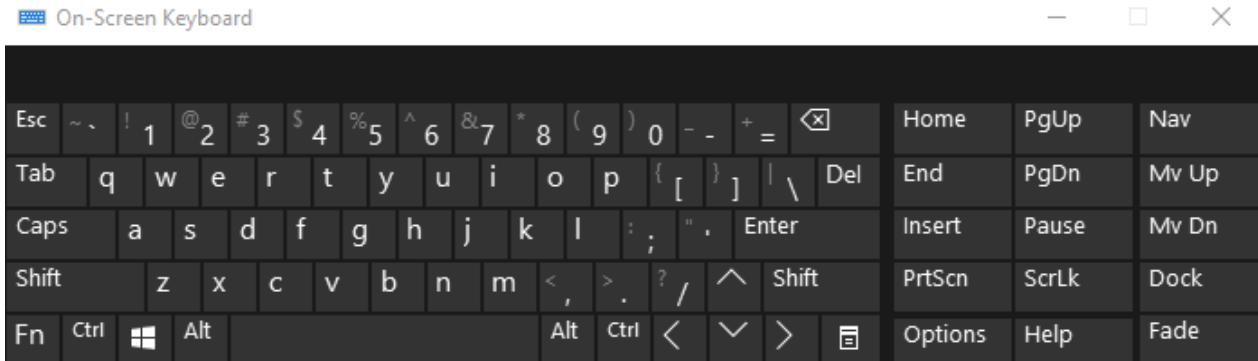 On-Screen Keyboard
Esc ~ ` ! 1 @ 2 # 3 $ 4 % 5 ^ 6 & 7 * 8 ( 9 ) 0 _ - + = Home PgUp Nav
Tab q w e r t y u i o p { [ } ] | \ Del End PgDn Mv Up
Caps a s d f g h j k l : ; " ' Enter Insert Pause Mv Dn
Shift z x c v b n m < , > . ? / Shift PrtScn ScrLk Dock
Fn Ctrl Alt Alt Ctrl Options Help Fade